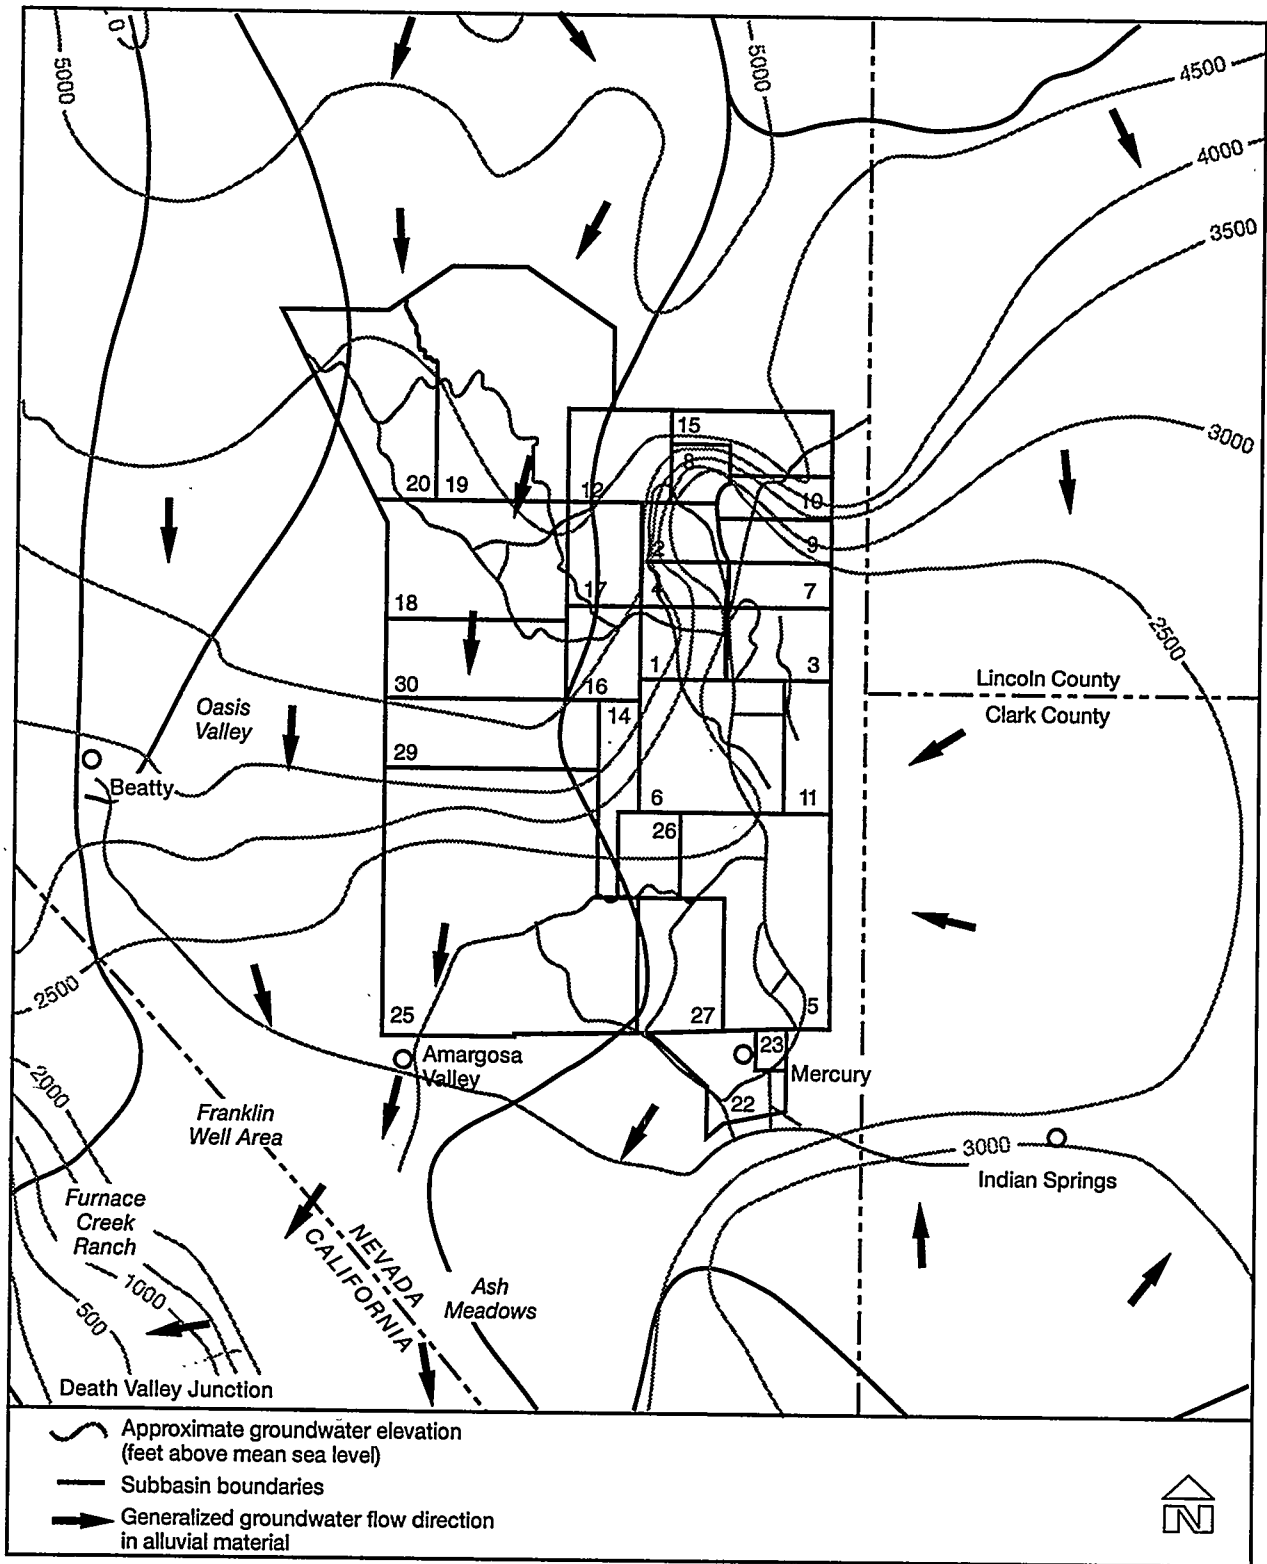 0
5000
5000
4500
4000
3500
3000
15
8
20
19
12
10
2
9
18
17
4
7
2500
1
3
30
16
Lincoln County
Clark County
Oasis
Valley
14
29
Beatty
6
11
26
2500
25
27
5
Amargosa
Valley
23
Mercury
2000
22
Franklin
Well Area
3000
Indian Springs
Furnace
Creek
Ranch
NEVADA
CALIFORNIA
1000
500
Ash
Meadows
Death Valley Junction
Approximate groundwater elevation
(feet above mean sea level)
Subbasin boundaries
Generalized groundwater flow direction
in alluvial material
N